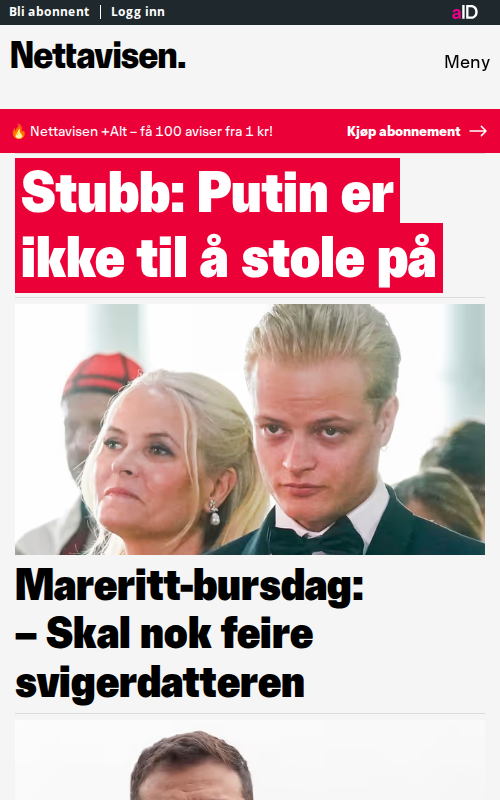 Bli abonnent | Logg inn
aID
Nettavisen.
Meny
🔥 Nettavisen +Alt – få 100 aviser fra 1 kr!
Kjøp abonnement →
Stubb: Putin er
ikke til å stole på
Mareritt-bursdag:
– Skal nok feire
svigerdatteren